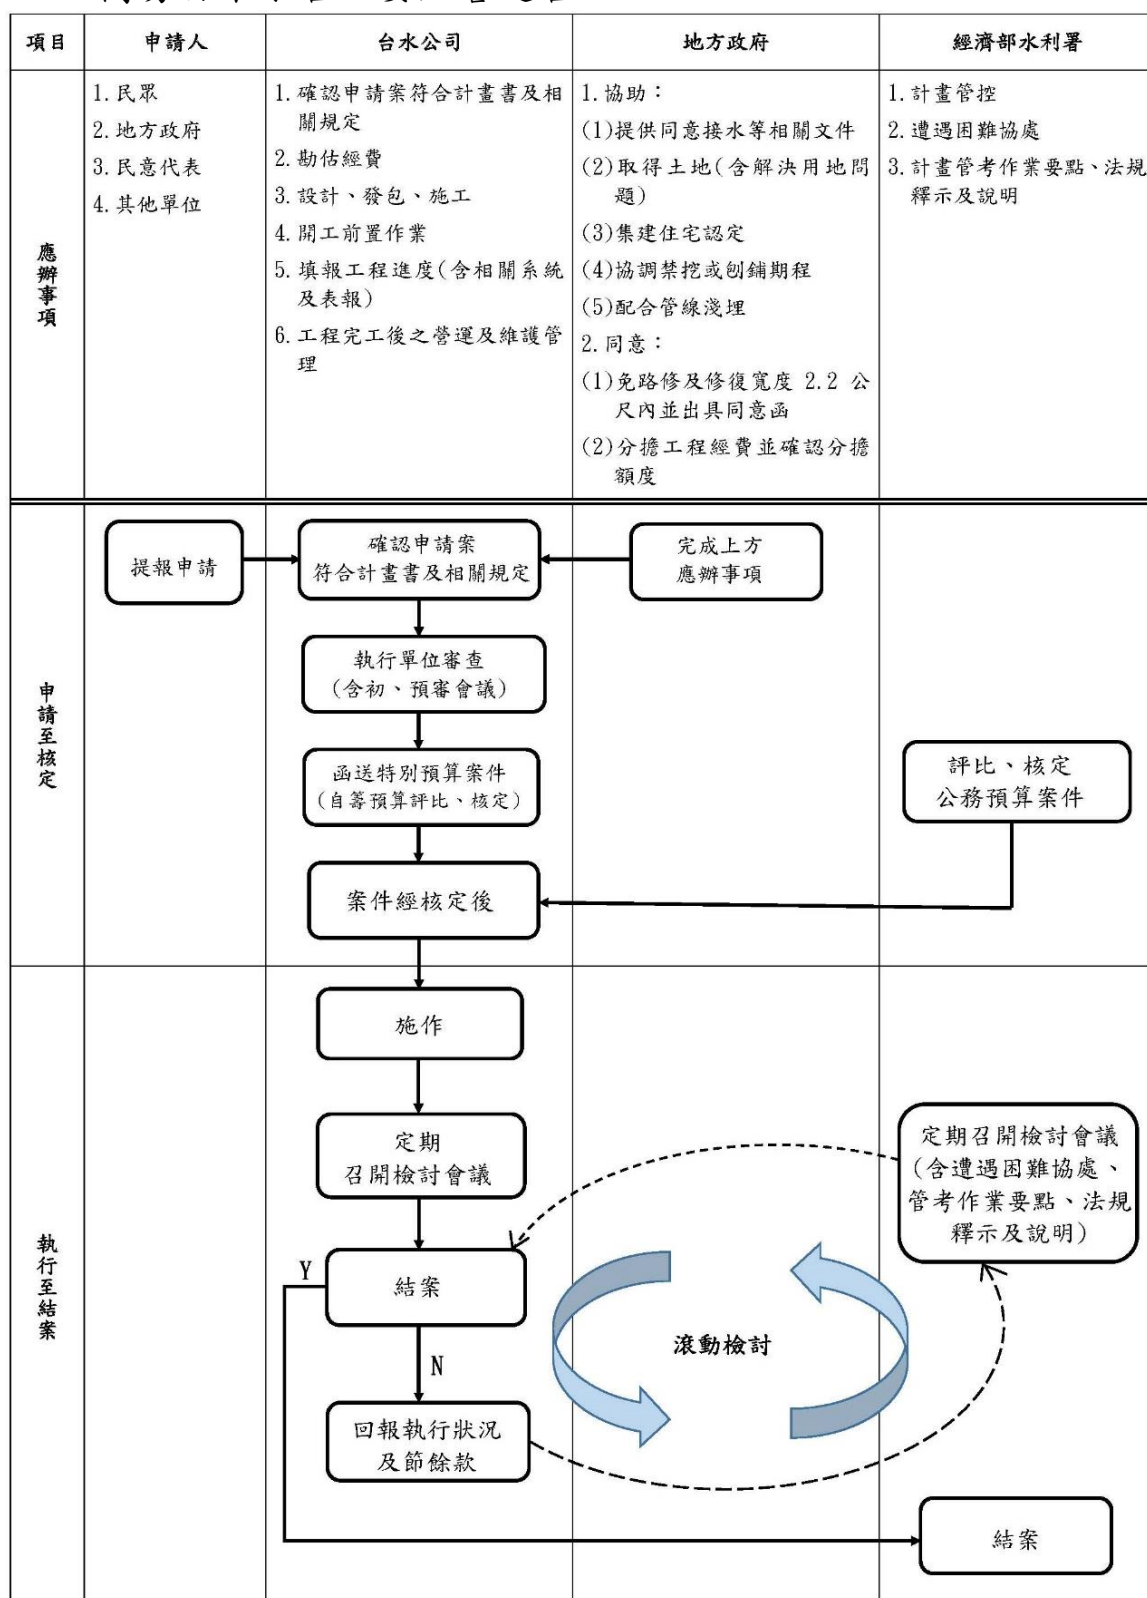 項目
申請人
台水公司
地方政府
經濟部水利署
應辦事項
1.民眾
2.地方政府
3.民意代表
4.其他單位
1.確認申請案符合計畫書及相
關規定
2.勘估經費
3.設計、發包、施工
4.開工前置作業
5.填報工程進度(含相關系統
及表報)
6.工程完工後之營運及維護管
理
1.協助：
(1)提供同意接水等相關文件
(2)取得土地(含解決用地問
題)
(3)集建住宅認定
(4)協調禁挖或刨鋪期程
(5)配合管線淺埋
2.同意：
(1)免路修及修復寬度 2.2 公
尺內並出具同意函
(2)分擔工程經費並確認分擔
額度
1.計畫管控
2.遭遇困難協處
3.計畫管考作業要點、法規
釋示及說明
申請至核定
提報申請
確認申請案
符合計畫書及相關規定
完成上方
應辦事項
執行單位審查
(含初、預審會議)
函送特別預算案件
(自籌預算評比、核定)
評比、核定
公務預算案件
案件經核定後
執行至結案
施作
定期
召開檢討會議
定期召開檢討會議
(含遭遇困難協處、
管考作業要點、法規
釋示及說明)
Y
結案
N
滾動檢討
回報執行狀況
及節餘款
結案